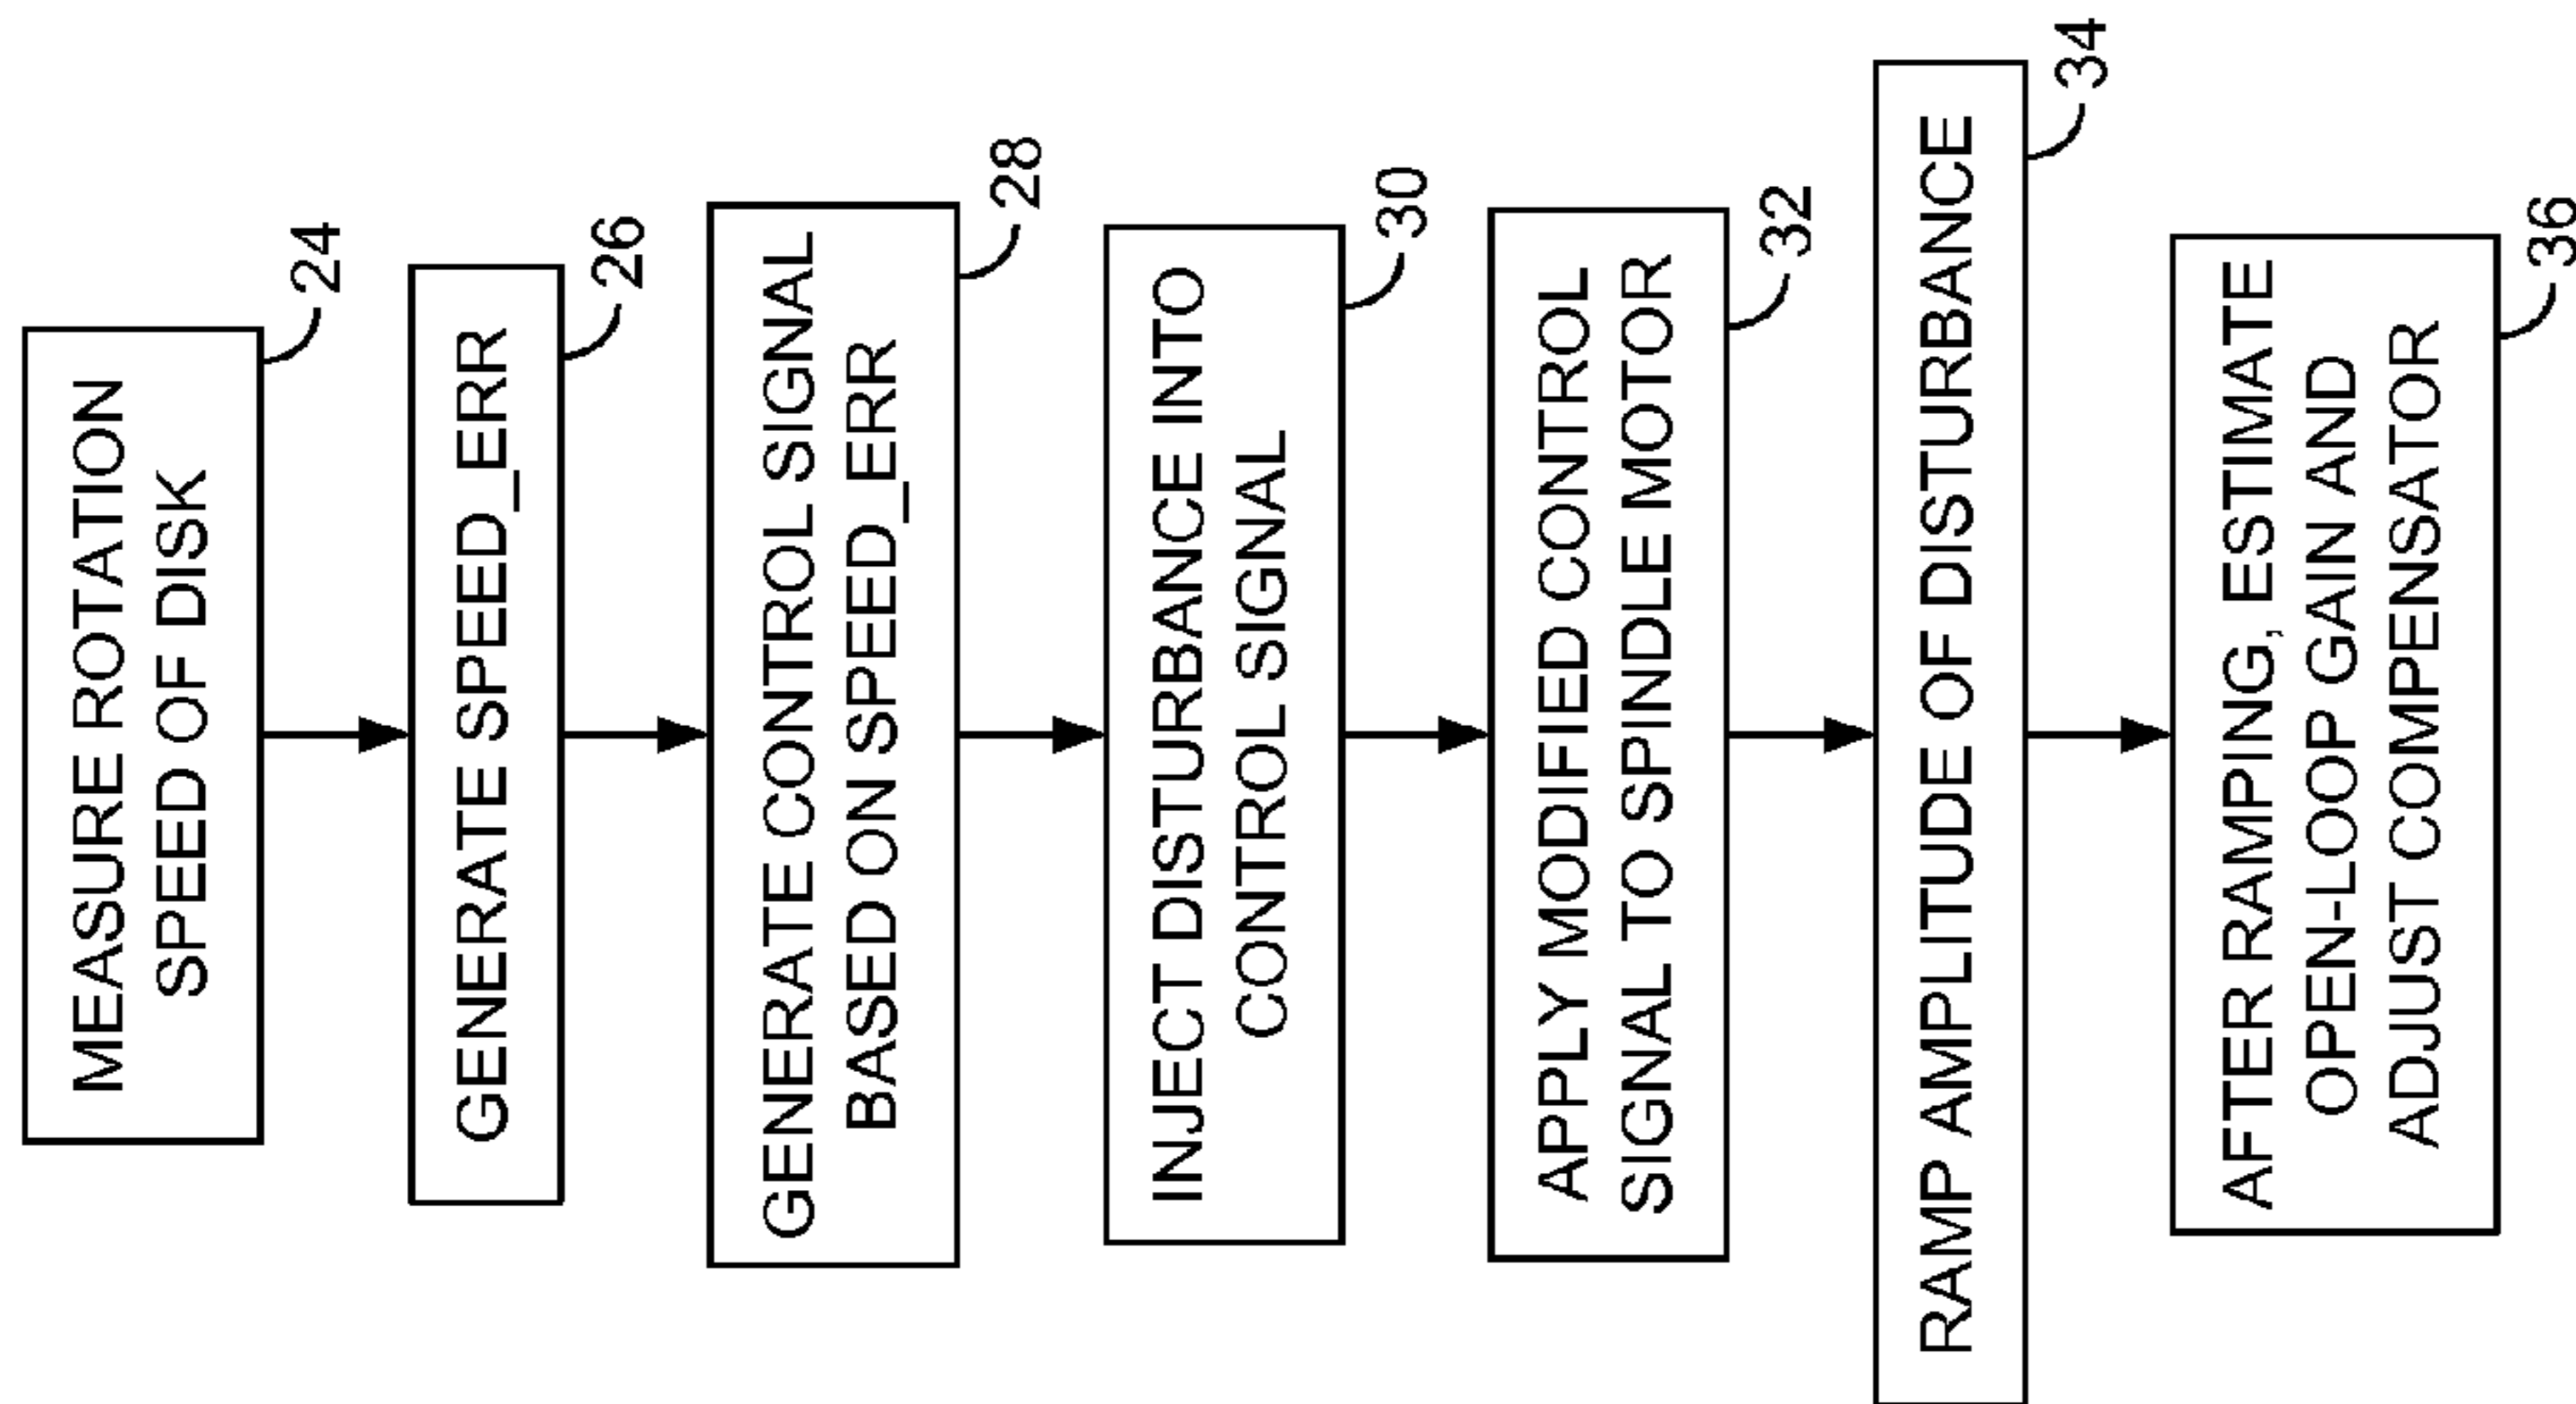 MEASURE ROTATION
SPEED OF DISK
24
GENERATE SPEED_ERR
26
GENERATE CONTROL SIGNAL
BASED ON SPEED_ERR
28
INJECT DISTURBANCE INTO
CONTROL SIGNAL
30
APPLY MODIFIED CONTROL
SIGNAL TO SPINDLE MOTOR
32
RAMP AMPLITUDE OF DISTURBANCE
34
AFTER RAMPING, ESTIMATE
OPEN-LOOP GAIN AND
ADJUST COMPENSATOR
36